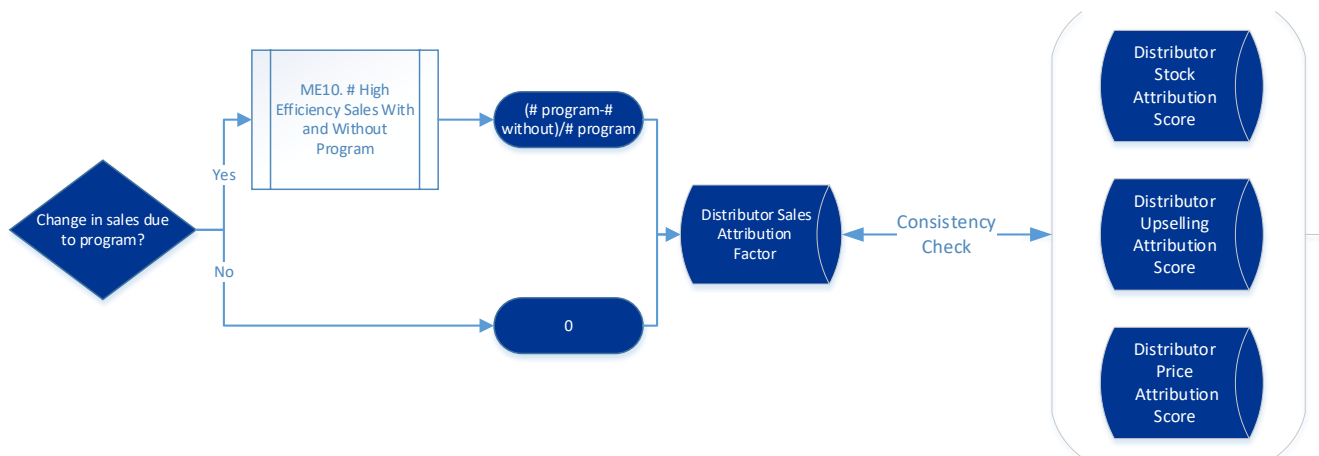 Change in sales due
to program?
Yes
No
ME10. # High
Efficiency Sales With
and Without
Program
(# program-#
without)/# program
0
Distributor Sales
Attribution
Factor
Consistency
Check
Distributor
Stock
Attribution
Score
Distributor
Upselling
Attribution
Score
Distributor
Price
Attribution
Score